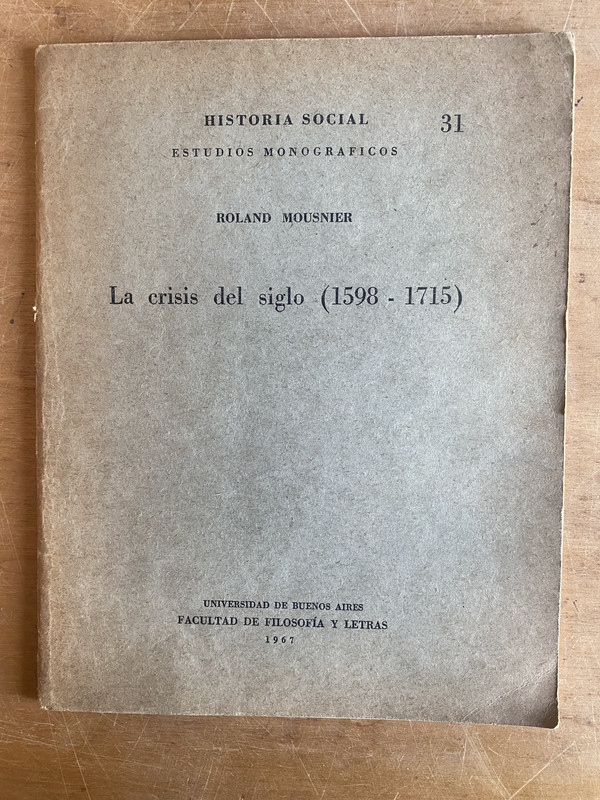 HISTORIA SOCIAL 31
ESTUDIOS MONOGRAFICOS
ROLAND MOUSNIER
La crisis del siglo (1598 - 1715)
UNIVERSIDAD DE BUENOS AIRES
FACULTAD DE FILOSOFÍA Y LETRAS
1967